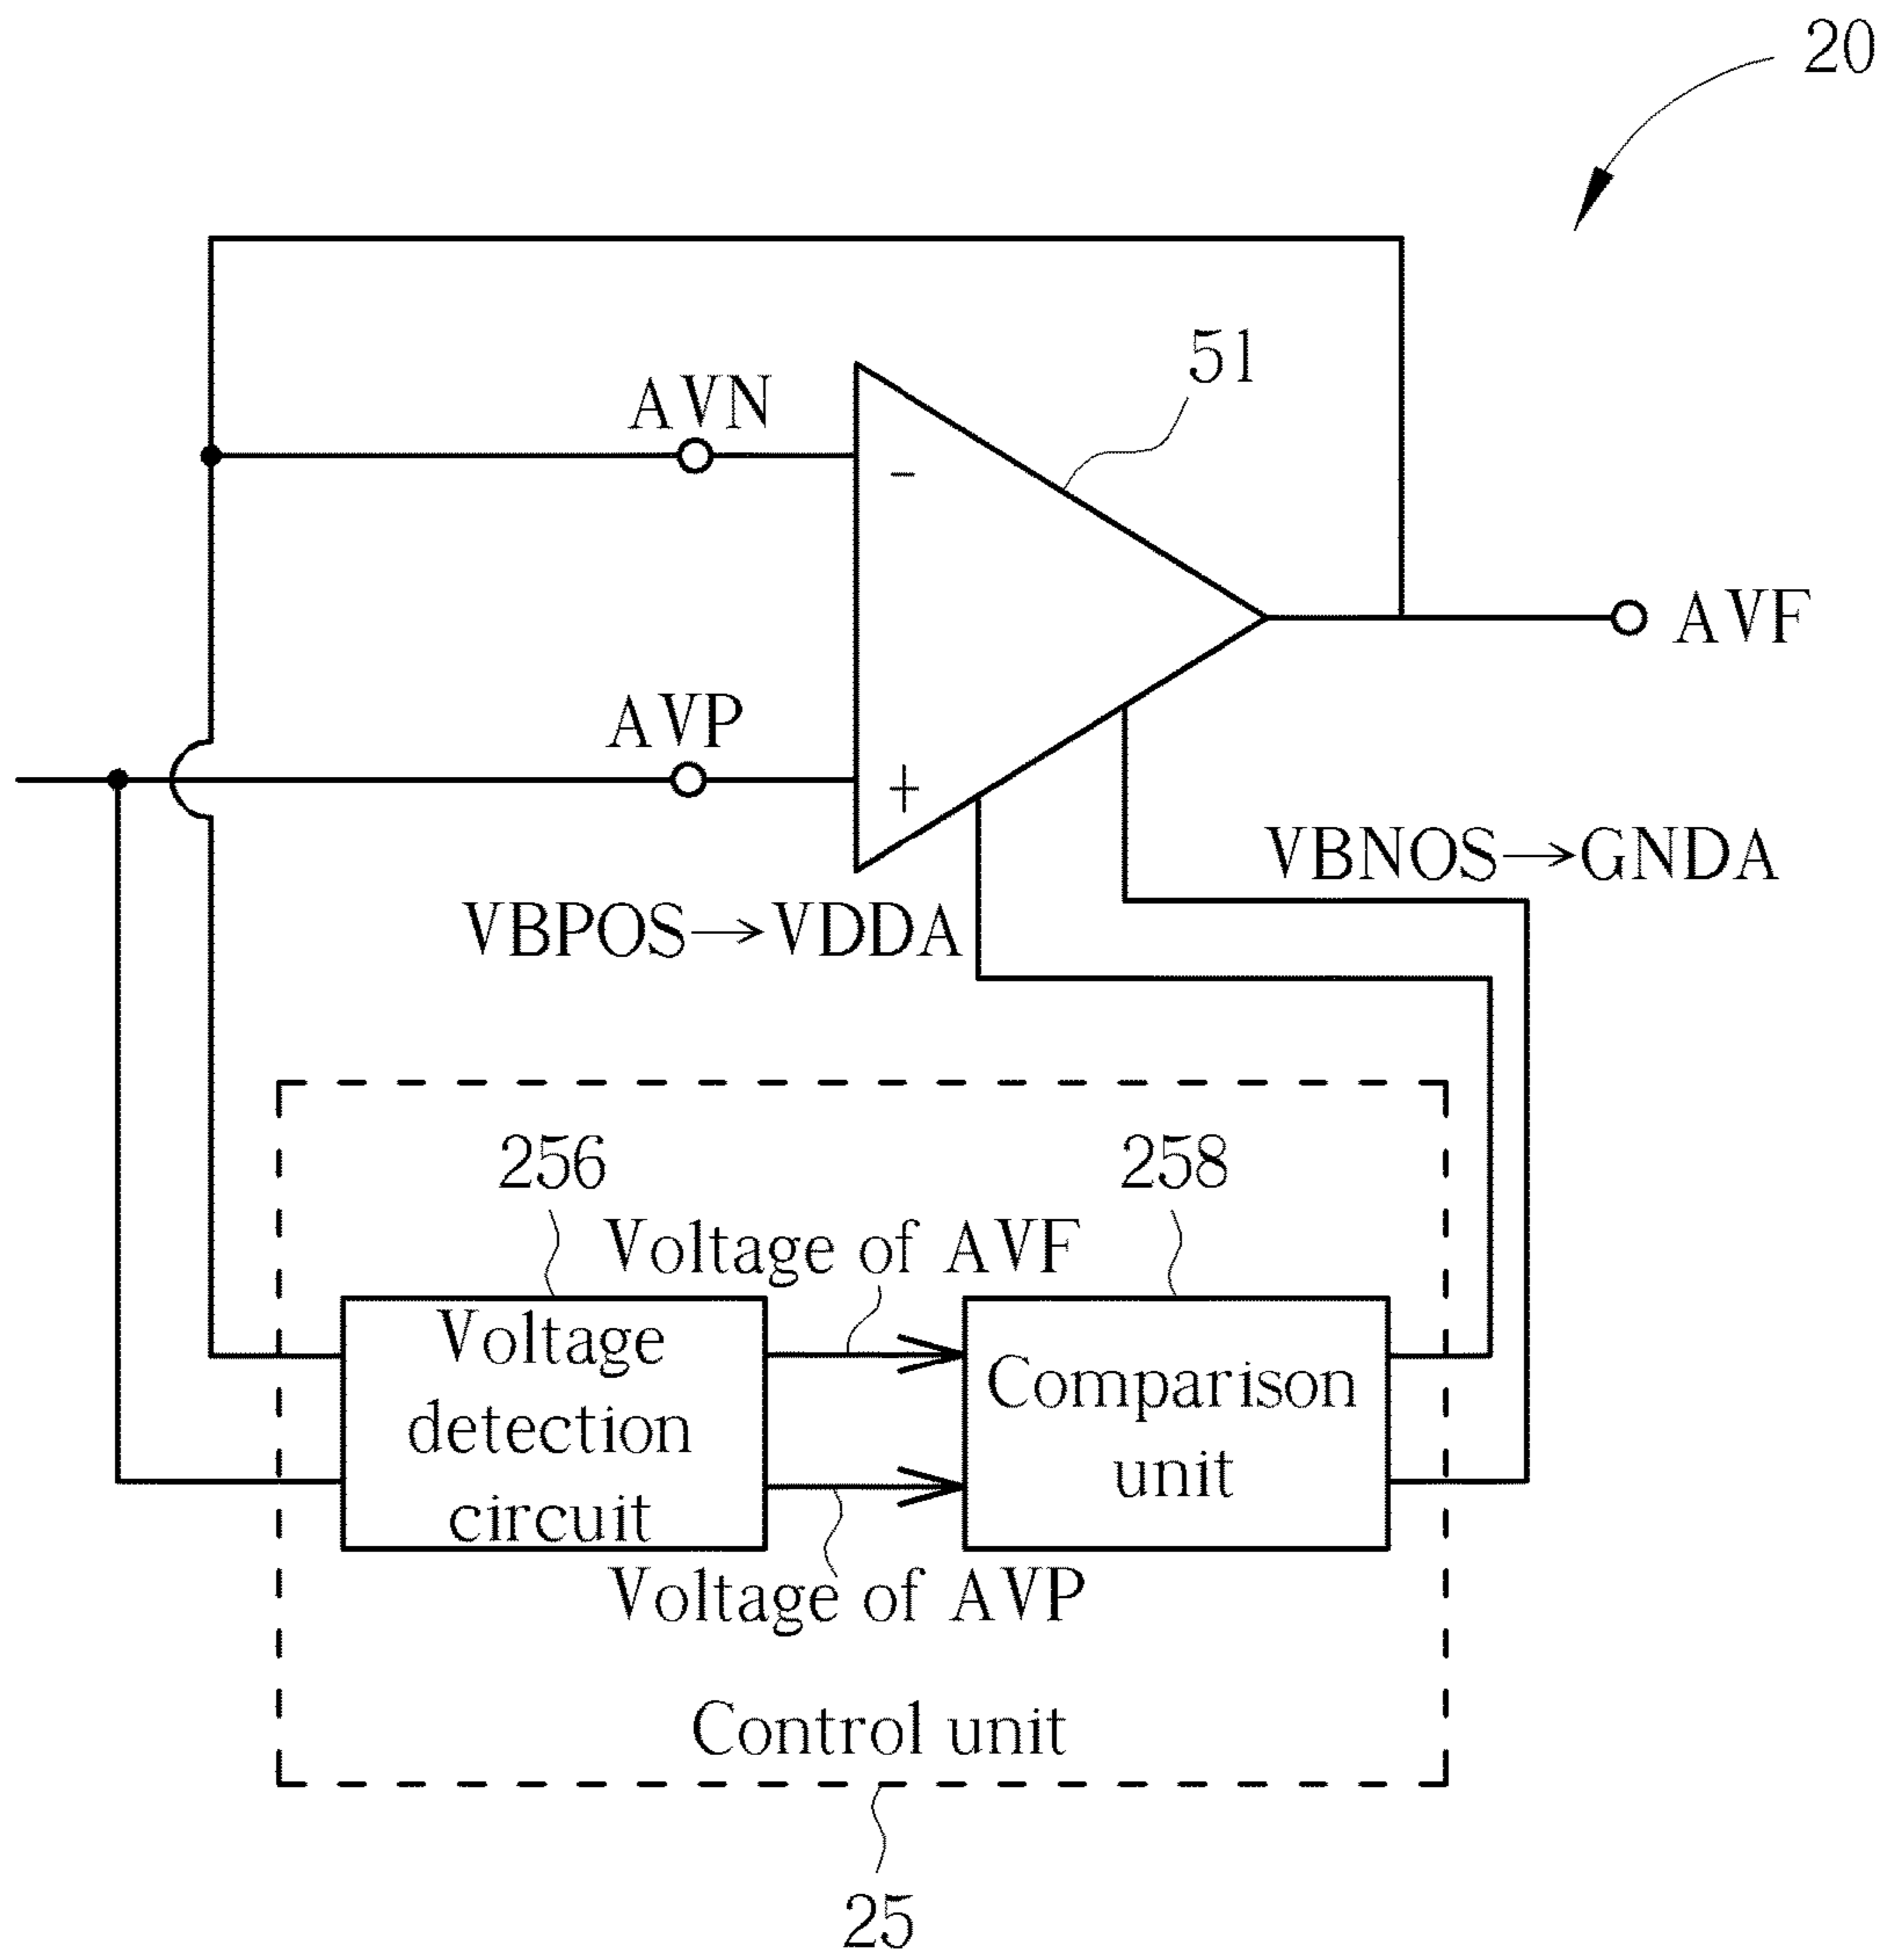 20
51
AVN
-
AVF
AVP
+
VBNOS→GNDA
VBPOS→VDDA
256
258
Voltage of AVF
Voltage
detection
circuit
Comparison
unit
Voltage of AVP
Control unit
25